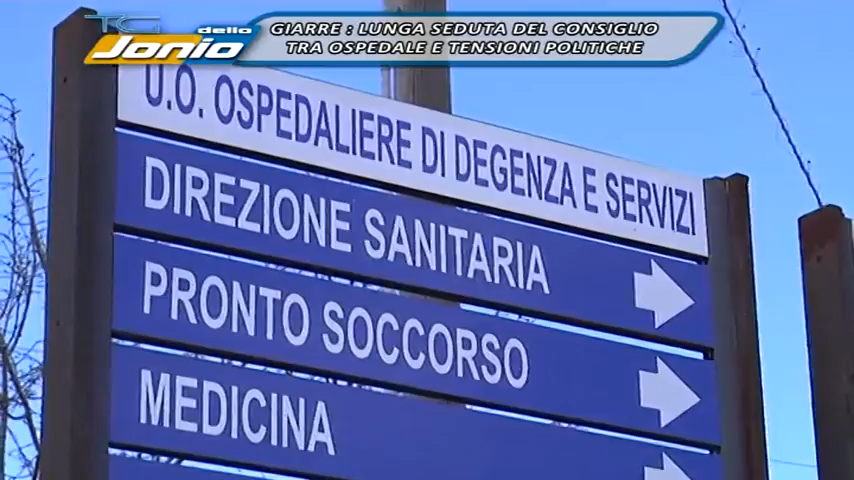 TG
dello
Jonio
GIARRE : LUNGA SEDUTA DEL CONSIGLIO
TRA OSPEDALE E TENSIONI POLITICHE
U.O. OSPEDALIERE DI DEGENZA E SERVIZI
DIREZIONE SANITARIA
PRONTO SOCCORSO
MEDICINA